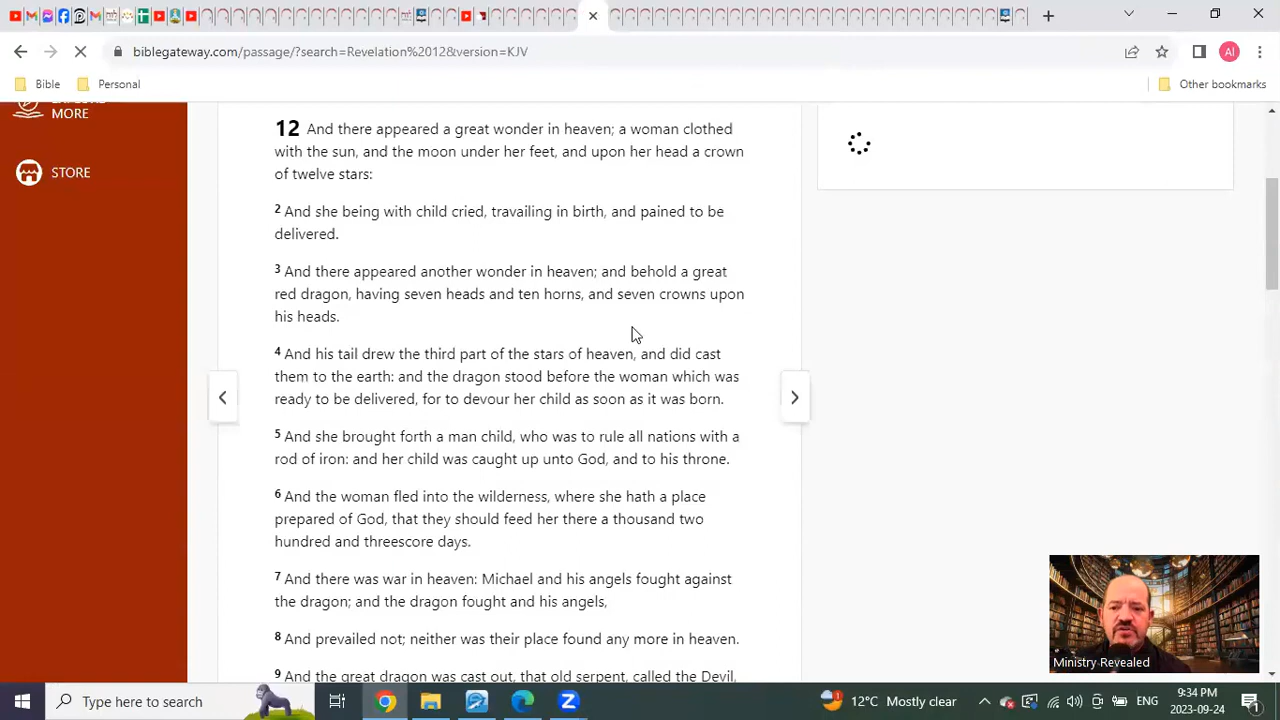 biblegateway.com/passage/?search=Revelation%2012&version=KJV
Bible
Personal
Other bookmarks
AI
MORE
STORE
12 And there appeared a great wonder in heaven; a woman clothed
with the sun, and the moon under her feet, and upon her head a crown
of twelve stars:
2 And she being with child cried, travailing in birth, and pained to be
delivered.
3 And there appeared another wonder in heaven; and behold a great
red dragon, having seven heads and ten horns, and seven crowns upon
his heads.
4 And his tail drew the third part of the stars of heaven, and did cast
them to the earth: and the dragon stood before the woman which was
ready to be delivered, for to devour her child as soon as it was born.
5 And she brought forth a man child, who was to rule all nations with a
rod of iron: and her child was caught up unto God, and to his throne.
6 And the woman fled into the wilderness, where she hath a place
prepared of God, that they should feed her there a thousand two
hundred and threescore days.
7 And there was war in heaven: Michael and his angels fought against
the dragon; and the dragon fought and his angels,
8 And prevailed not; neither was their place found any more in heaven.
9 And the great dragon was cast out, that old serpent, called the Devil,
Ministry Revealed
Type here to search
12°C Mostly clear
ENG
9:34 PM
2023-09-24